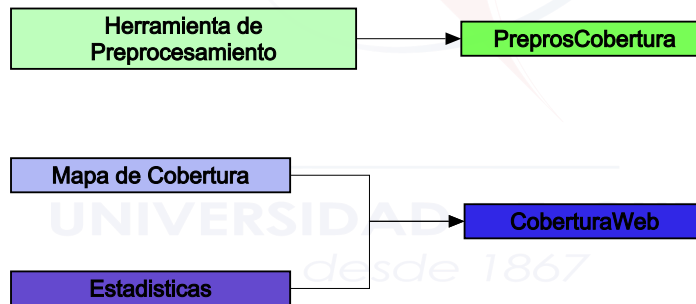 Herramienta de
Preprocesamiento
PreprosCobertura
Mapa de Cobertura
UNIVERSIDAD
CoberturaWeb
desde 1867
Estadisticas